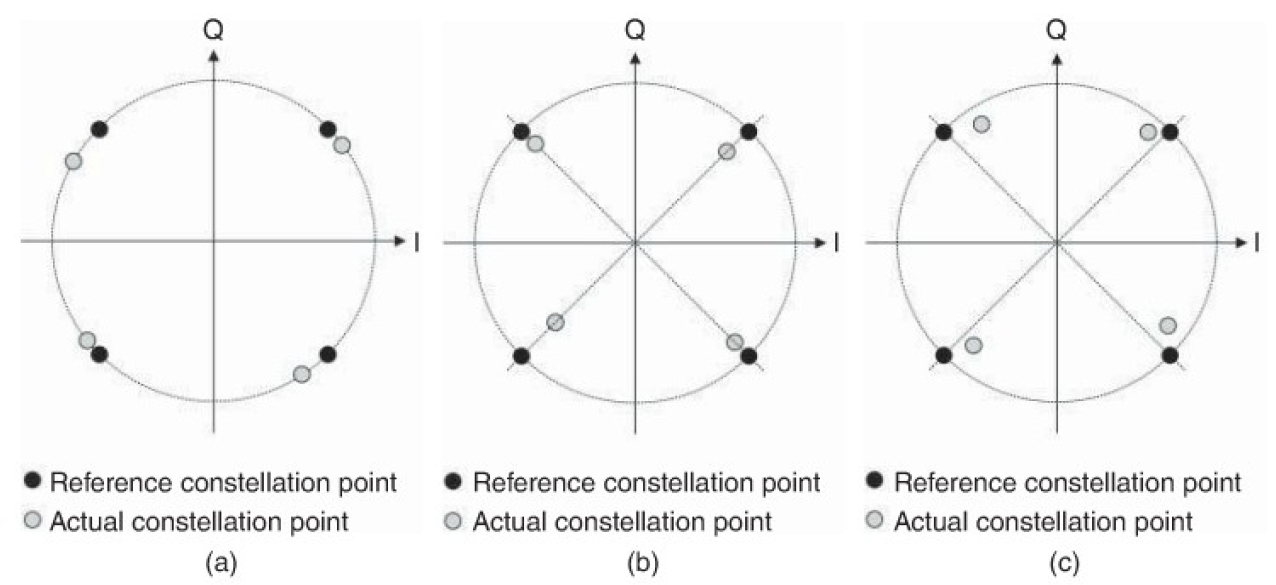 Q
I
Reference constellation point
Actual constellation point
(a)
Q
I
Reference constellation point
Actual constellation point
(b)
Q
I
Reference constellation point
Actual constellation point
(c)